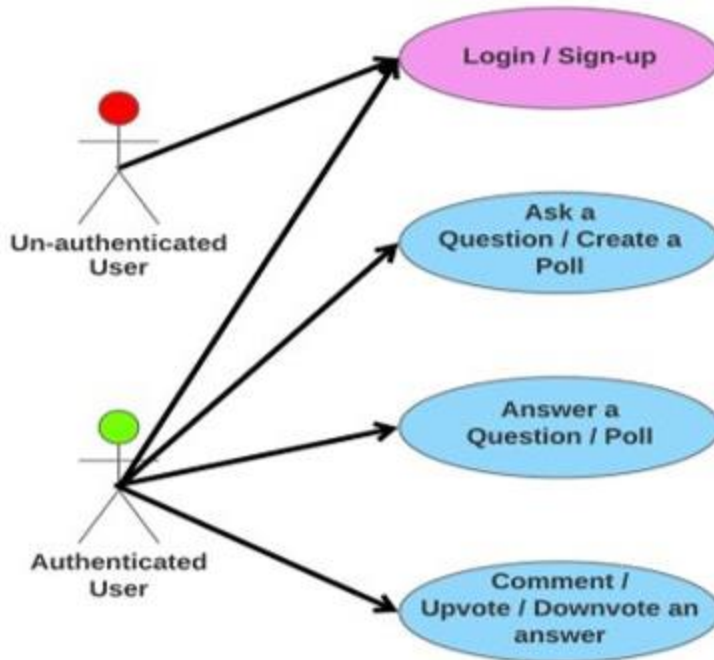 Login / Sign-up
Un-authenticated
User
Ask a
Question / Create a
Poll
Answer a
Question / Poll
Authenticated
User
Comment /
Upvote / Downvote an
answer